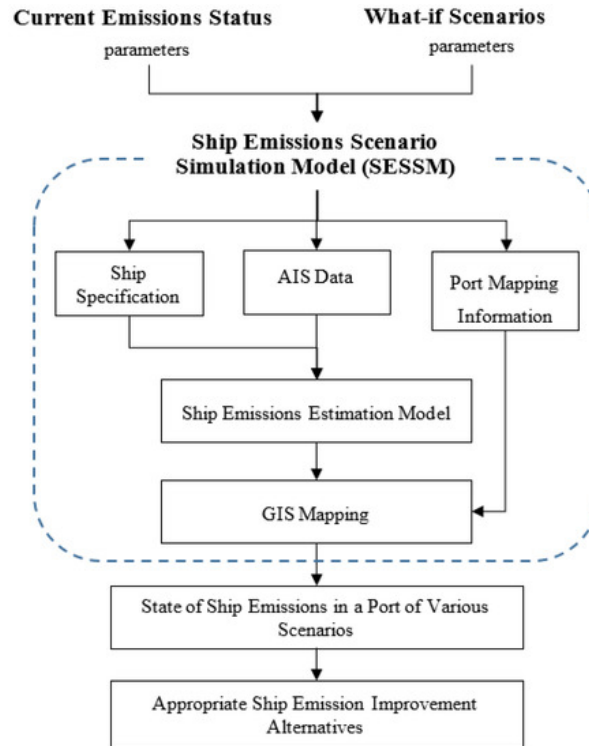 Current Emissions Status
What-if Scenarios
parameters
parameters
Ship Emissions Scenario
Simulation Model (SESSM)
Ship
Specification
AIS Data
Port Mapping
Information
Ship Emissions Estimation Model
GIS Mapping
State of Ship Emissions in a Port of Various
Scenarios
Appropriate Ship Emission Improvement
Alternatives